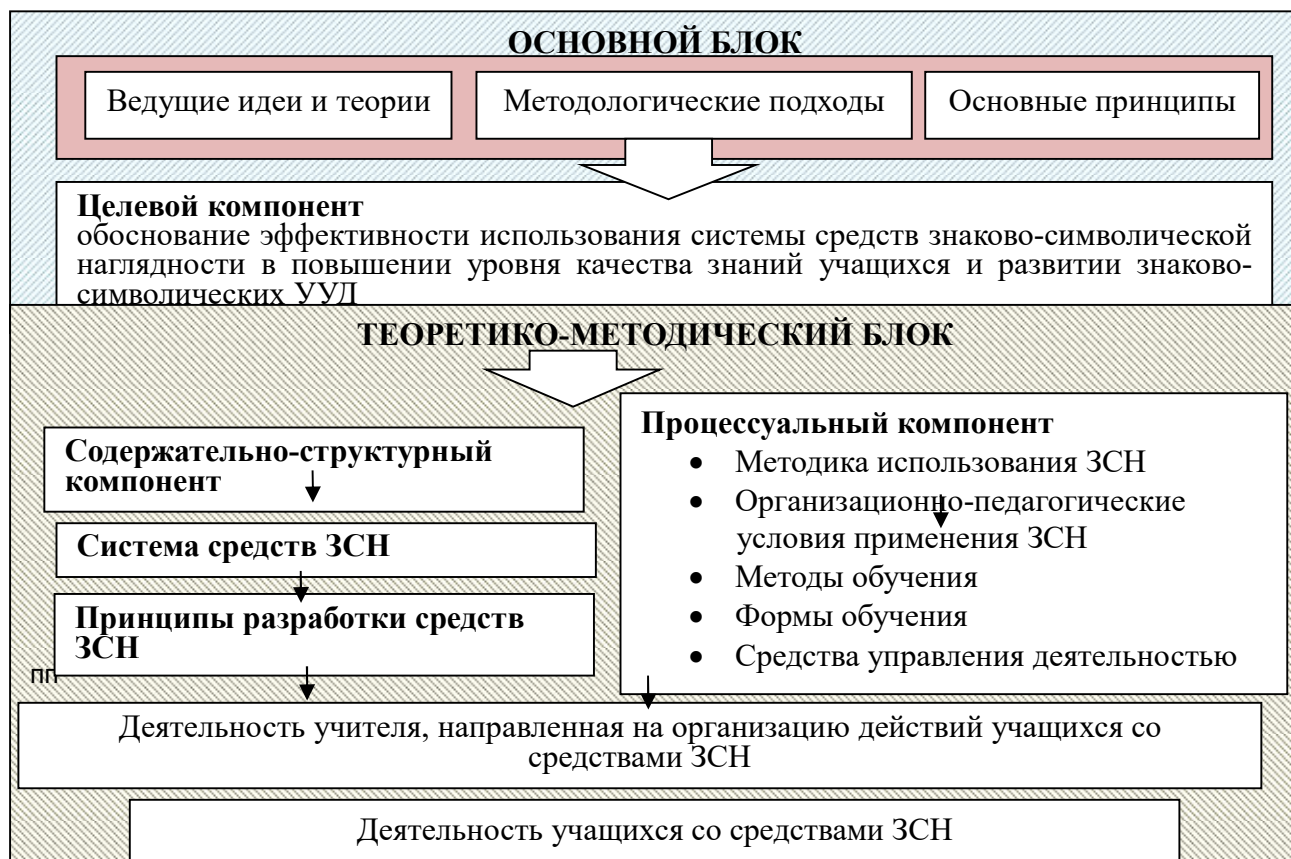 ОСНОВНОЙ БЛОК
Ведущие идеи и теории
Методологические подходы
Основные принципы
Целевой компонент
обоснование эффективности использования системы средств знаково-символической
наглядности в повышении уровня качества знаний учащихся и развитии знаково-
символических УУД
ТЕОРЕТИКО-МЕТОДИЧЕСКИЙ БЛОК
Содержательно-структурный
компонент
Система средств ЗСН
Принципы разработки средств
ЗСН
пп
Процессуальный компонент
• Методика использования ЗСН
• Организационно-педагогические
условия применения ЗСН
• Методы обучения
• Формы обучения
• Средства управления деятельностью
Деятельность учителя, направленная на организацию действий учащихся со
средствами ЗСН
Деятельность учащихся со средствами ЗСН